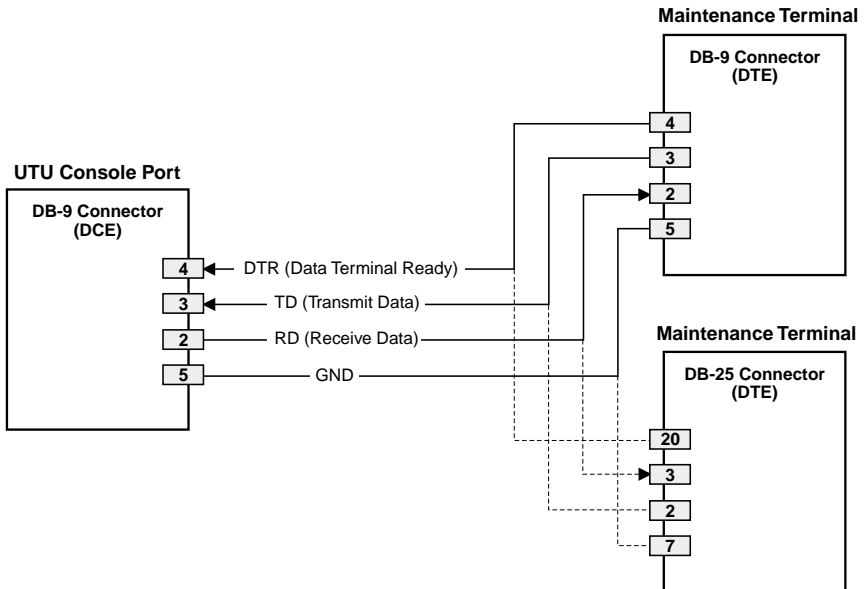 Maintenance Terminal
DB-9 Connector
(DTE)
4
3
2
5
UTU Console Port
DB-9 Connector
(DCE)
4
DTR (Data Terminal Ready)
3
TD (Transmit Data)
2
RD (Receive Data)
5
GND
Maintenance Terminal
DB-25 Connector
(DTE)
20
3
2
7